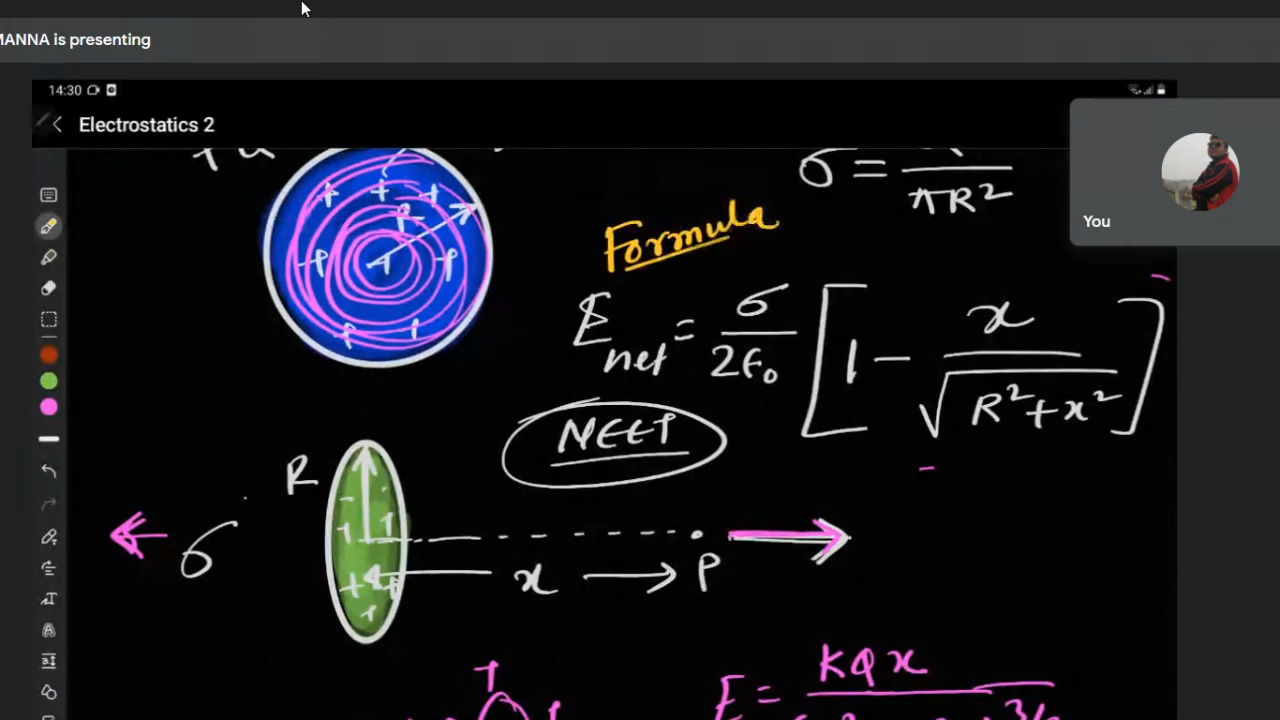 MANNA is presenting
14:30
Electrostatics 2
You
σ = / πR²
Formula
E_net = σ / 2ε₀ [ 1 − x / √(R² + x²) ]
NEET
R
σ
x
P
E = KQx